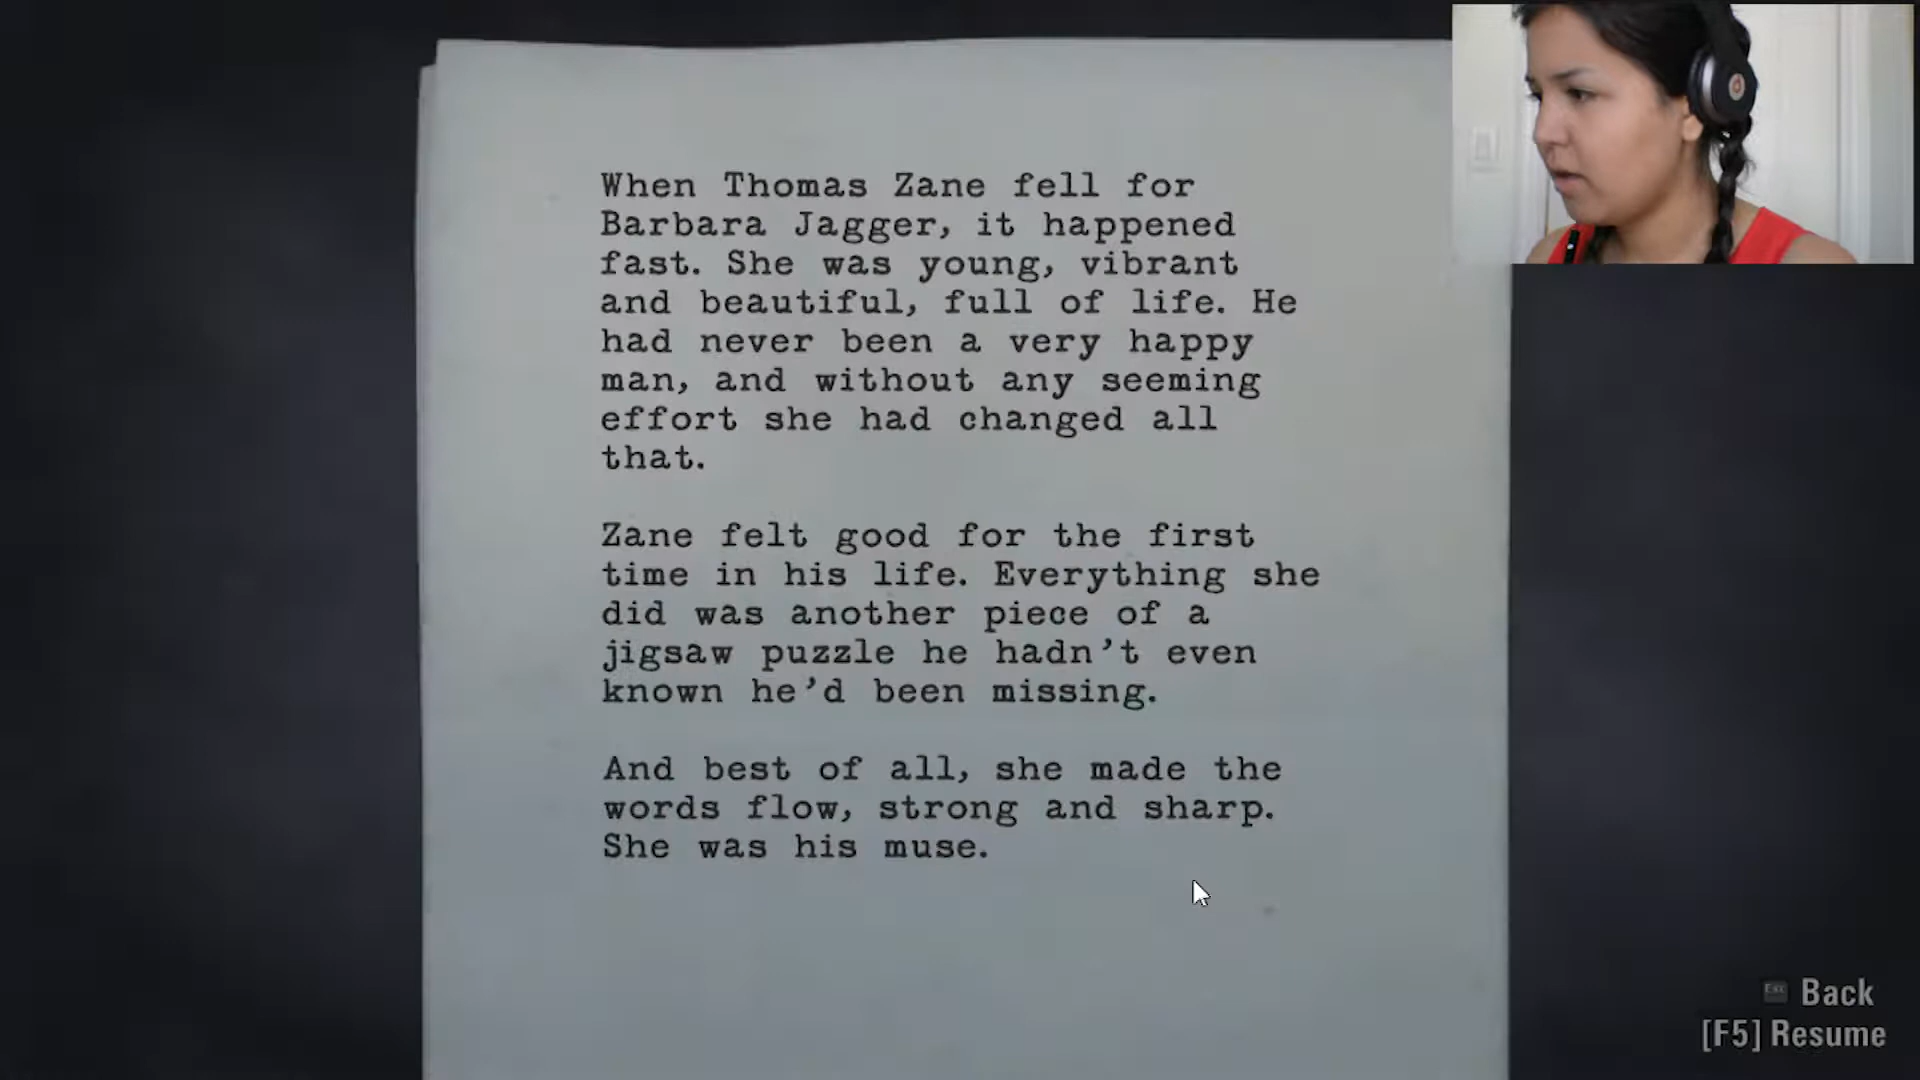 When Thomas Zane fell for
Barbara Jagger, it happened
fast. She was young, vibrant
and beautiful, full of life. He
had never been a very happy
man, and without any seeming
effort she had changed all
that.
Zane felt good for the first
time in his life. Everything she
did was another piece of a
jigsaw puzzle he hadn't even
known he'd been missing.
And best of all, she made the
words flow, strong and sharp.
She was his muse.
Esc Back
[F5] Resume